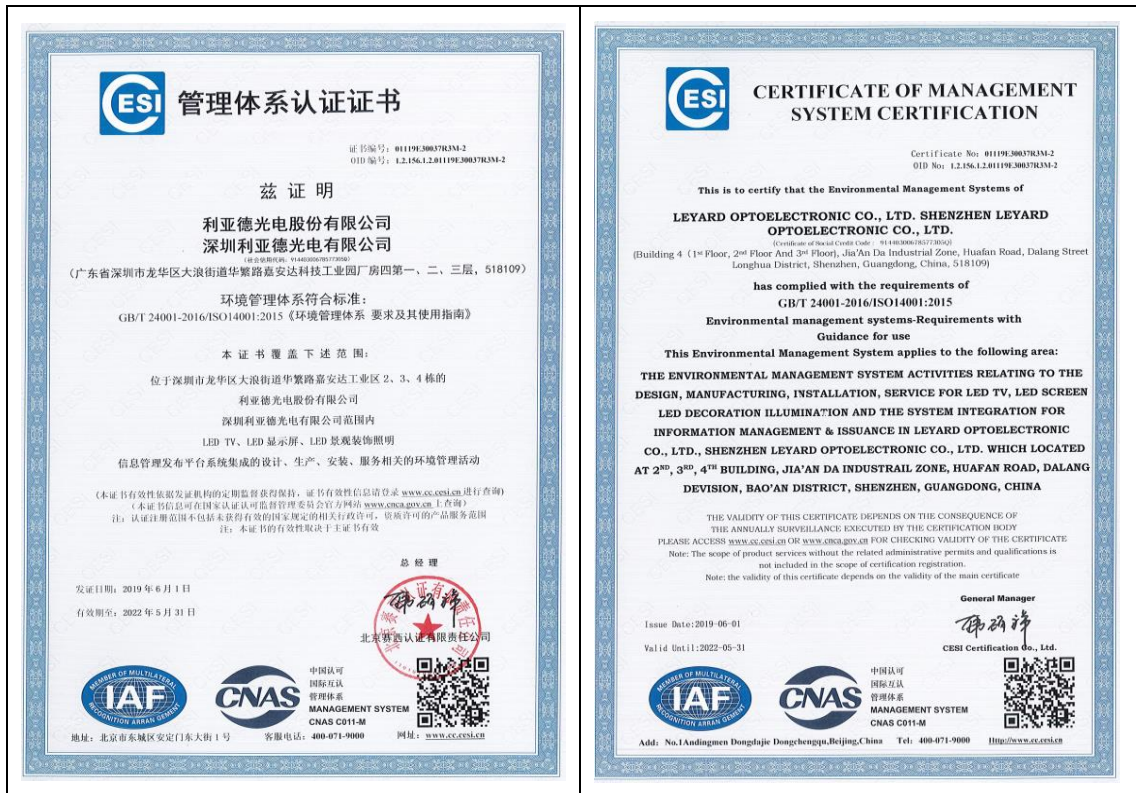 CESI
管理体系认证证书
证书编号：01119E30037R3M-2
OID 编号：1.2.156.1.2.01119E30037R3M-2
兹证明
利亚德光电股份有限公司
深圳利亚德光电有限公司
(社会信用代码：91440300678577305Q)
(广东省深圳市龙华区大浪街道华繁路嘉安达科技工业园厂房四第一、二、三层，518109)
环境管理体系符合标准：
GB/T 24001-2016/ISO14001:2015《环境管理体系 要求及其使用指南》
本证书覆盖下述范围：
位于深圳市龙华区大浪街道华繁路嘉安达工业区 2、3、4 栋的
利亚德光电股份有限公司
深圳利亚德光电有限公司范围内
LED TV、LED 显示屏、LED 景观装饰照明
信息管理发布平台系统集成的设计、生产、安装、服务相关的环境管理活动
(本证书有效性依据发证机构的定期监督获得保持，证书有效性信息请登录 www.cc.cesi.cn 进行查询)
(本证书信息可在国家认证认可监督管理委员会官方网站 www.cnca.gov.cn 上查询)
注：认证注册范围不包括未获得有效的国家规定的相关行政许可，资质许可的产品服务范围
注：本证书的有效性取决于主证书有效
总经理
发证日期：2019 年 6 月 1 日
有效期至：2022 年 5 月 31 日
北京赛西认证有限责任公司
MEMBER OF MULTILATERAL
IAF
RECOGNITION ARRANGEMENT
CNAS
中国认可
国际互认
管理体系
MANAGEMENT SYSTEM
CNAS C011-M
地址：北京市东城区安定门东大街 1 号 客服电话：400-071-9000 网址：www.cc.cesi.cn
CESI
CERTIFICATE OF MANAGEMENT
SYSTEM CERTIFICATION
Certificate No: 01119E30037R3M-2
OID No: 1.2.156.1.2.01119E30037R3M-2
This is to certify that the Environmental Management Systems of
LEYARD OPTOELECTRONIC CO., LTD. SHENZHEN LEYARD
OPTOELECTRONIC CO., LTD.
(Certificate of Social Credit Code : 91440300678577305Q)
(Building 4 (1st Floor, 2nd Floor And 3rd Floor), Jia'An Da Industrial Zone, Huafan Road, Dalang Street
Longhua District, Shenzhen, Guangdong, China, 518109)
has complied with the requirements of
GB/T 24001-2016/ISO14001:2015
Environmental management systems-Requirements with
Guidance for use
This Environmental Management System applies to the following area:
THE ENVIRONMENTAL MANAGEMENT SYSTEM ACTIVITIES RELATING TO THE
DESIGN, MANUFACTURING, INSTALLATION, SERVICE FOR LED TV, LED SCREEN
LED DECORATION ILLUMINATION AND THE SYSTEM INTEGRATION FOR
INFORMATION MANAGEMENT & ISSUANCE IN LEYARD OPTOELECTRONIC
CO., LTD., SHENZHEN LEYARD OPTOELECTRONIC CO., LTD. WHICH LOCATED
AT 2ND, 3RD, 4TH BUILDING, JIA'AN DA INDUSTRAIL ZONE, HUAFAN ROAD, DALANG
DEVISION, BAO'AN DISTRICT, SHENZHEN, GUANGDONG, CHINA
THE VALIDITY OF THIS CERTIFICATE DEPENDS ON THE CONSEQUENCE OF
THE ANNUALLY SURVEILLANCE EXECUTED BY THE CERTIFICATION BODY
PLEASE ACCESS www.cc.cesi.cn OR www.cnca.gov.cn FOR CHECKING VALIDITY OF THE CERTIFICATE
Note: The scope of product services without the related administrative permits and qualifications is
not included in the scope of certification registration.
Note: the validity of this certificate depends on the validity of the main certificate
General Manager
Issue Date:2019-06-01
Valid Until:2022-05-31
CESI Certification Co., Ltd.
MEMBER OF MULTILATERAL
IAF
RECOGNITION ARRANGEMENT
CNAS
中国认可
国际互认
管理体系
MANAGEMENT SYSTEM
CNAS C011-M
Add: No.1Andingmen Dongdajie Dongchengqu,Beijing,China Tel: 400-071-9000 Http://www.cc.cesi.cn